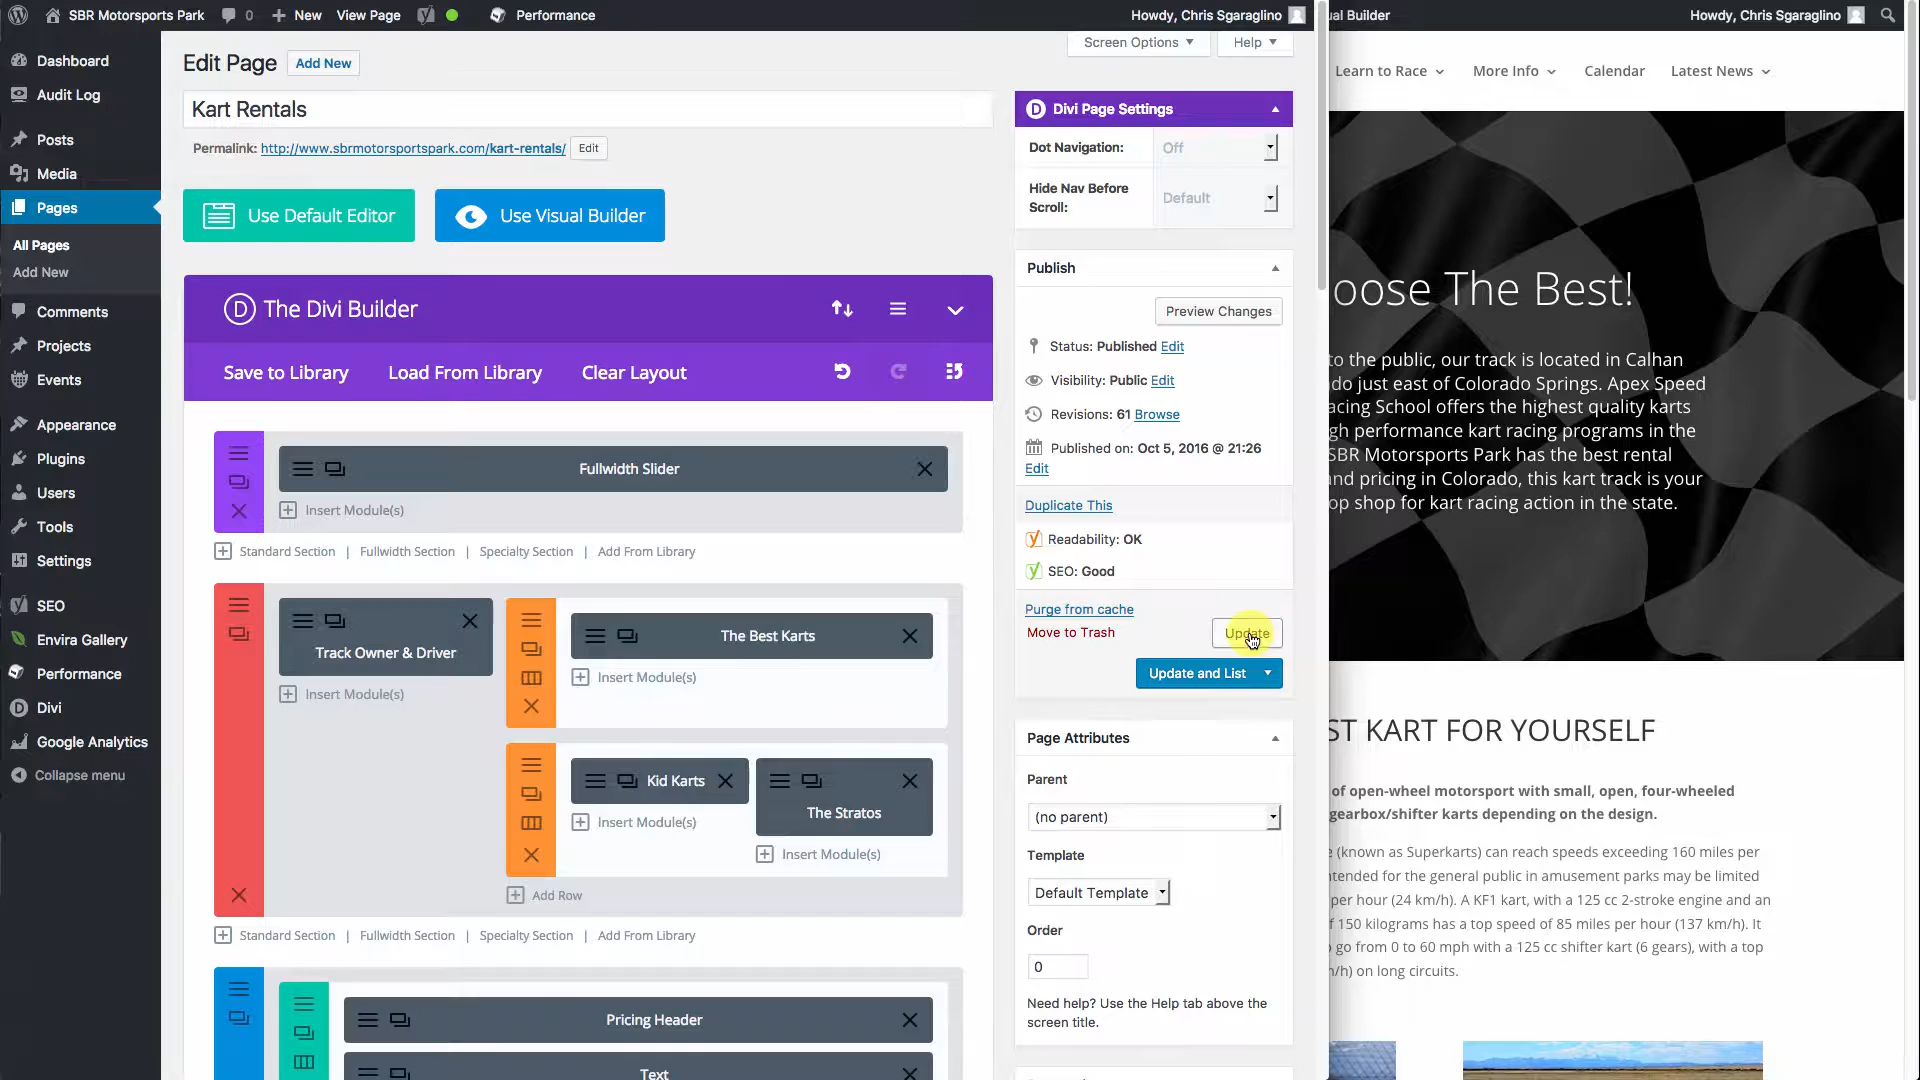 SBR Motorsports Park
0
New
View Page
Performance
Howdy, Chris Sgaraglino
Dashboard
Audit Log
Posts
Media
Pages
All Pages
Add New
Comments
Projects
Events
Appearance
Plugins
Users
Tools
Settings
SEO
Envira Gallery
Performance
Divi
Google Analytics
Collapse menu
Screen Options
Help
Edit Page
Add New
Kart Rentals
Permalink: http://www.sbrmotorsportspark.com/kart-rentals/ Edit
Use Default Editor
Use Visual Builder
The Divi Builder
Save to Library
Load From Library
Clear Layout
Fullwidth Slider
Insert Module(s)
Standard Section | Fullwidth Section | Specialty Section | Add From Library
Track Owner & Driver
Insert Module(s)
The Best Karts
Insert Module(s)
Kid Karts
Insert Module(s)
The Stratos
Insert Module(s)
Add Row
Standard Section | Fullwidth Section | Specialty Section | Add From Library
Pricing Header
Text
Divi Page Settings
Dot Navigation:
Off
Hide Nav Before
Scroll:
Default
Publish
Preview Changes
Status: Published Edit
Visibility: Public Edit
Revisions: 61 Browse
Published on: Oct 5, 2016 @ 21:26
Edit
Duplicate This
Readability: OK
SEO: Good
Purge from cache
Move to Trash
Update
Update and List
Page Attributes
Parent
(no parent)
Template
Default Template
Order
0
Need help? Use the Help tab above the
screen title.
ual Builder
Howdy, Chris Sgaraglino
Learn to Race
More Info
Calendar
Latest News
oose The Best!
to the public, our track is located in Calhan
do just east of Colorado Springs. Apex Speed
acing School offers the highest quality karts
gh performance kart racing programs in the
SBR Motorsports Park has the best rental
nd pricing in Colorado, this kart track is your
op shop for kart racing action in the state.
ST KART FOR YOURSELF
of open-wheel motorsport with small, open, four-wheeled
gearbox/shifter karts depending on the design.
e (known as Superkarts) can reach speeds exceeding 160 miles per
ntended for the general public in amusement parks may be limited
per hour (24 km/h). A KF1 kart, with a 125 cc 2-stroke engine and an
f 150 kilograms has a top speed of 85 miles per hour (137 km/h). It
go from 0 to 60 mph with a 125 cc shifter kart (6 gears), with a top
/h) on long circuits.